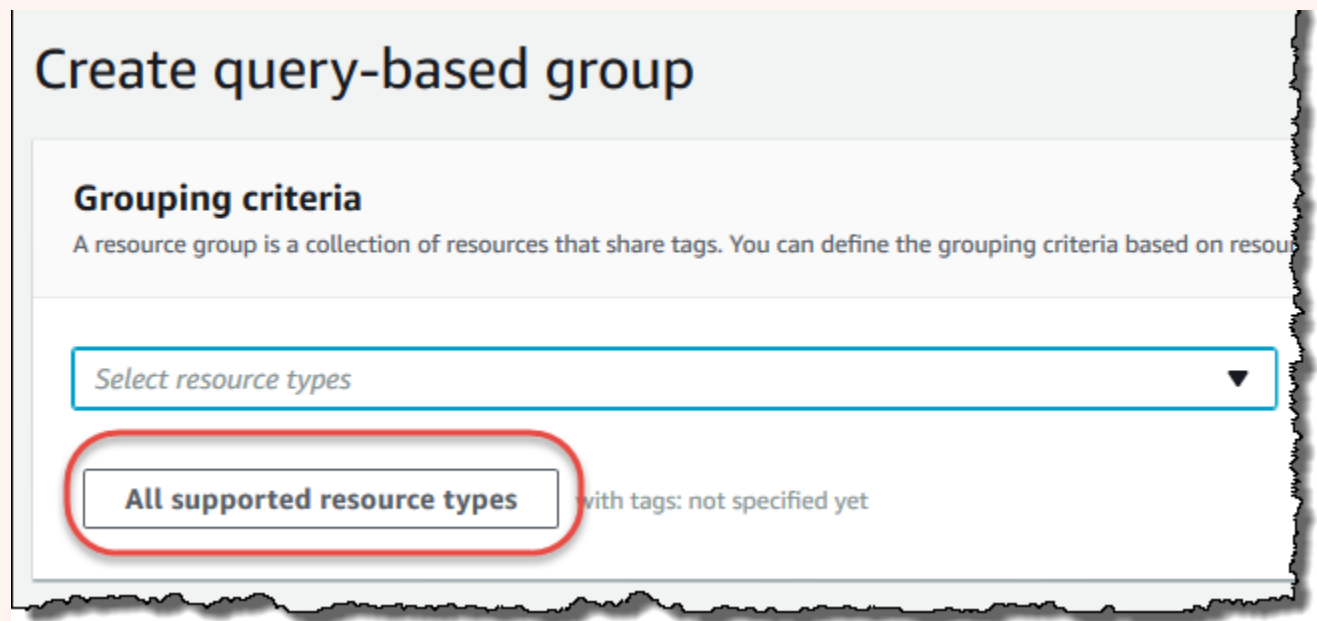 Create query-based group
Grouping criteria
A resource group is a collection of resources that share tags. You can define the grouping criteria based on
Select resource types
All supported resource types with tags: not specified yet